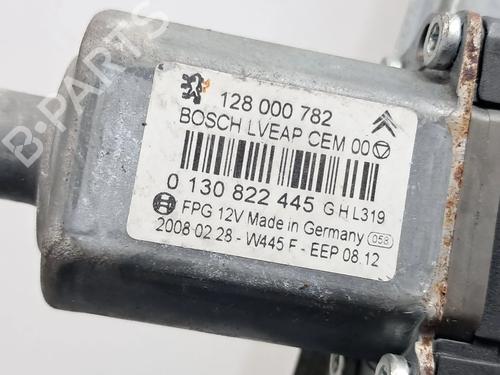 B-PARTS
128 000 782
BOSCH LVEAP CEM 00
0 130 822 445 GHL319
FPG 12V Made in Germany 058
2008 02 28 - W445 F - EEP 08.12